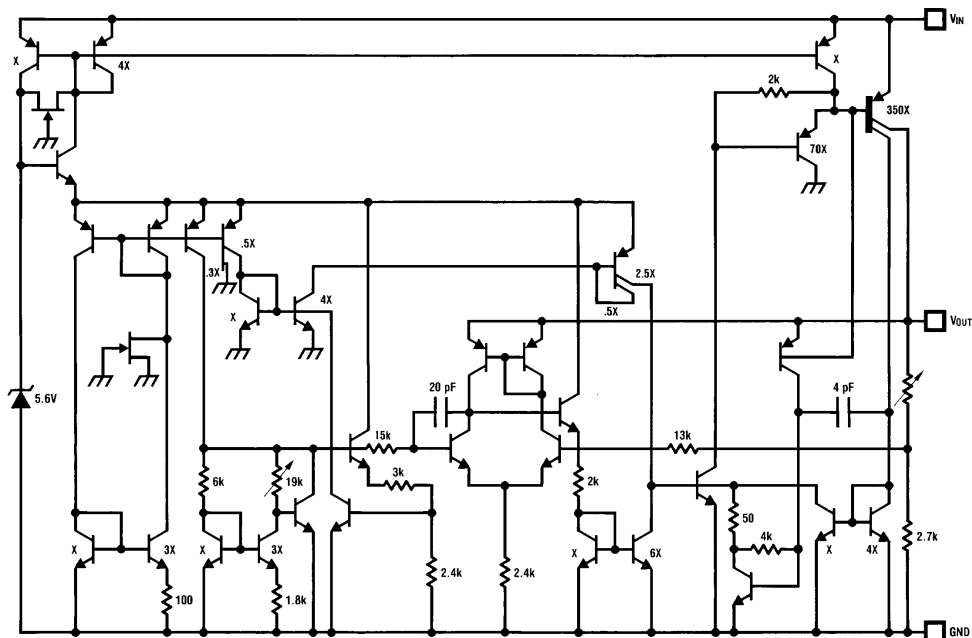 VIN
X
4X
X
2k
350X
70X
.5X
.3X
4X
2.5X
X
.5X
VOUT
5.6V
20 pF
4 pF
15k
13k
6k
19k
3k
2k
50
4k
X
3X
X
3X
X
6X
X
4X
2.7k
100
1.8k
2.4k
2.4k
GND